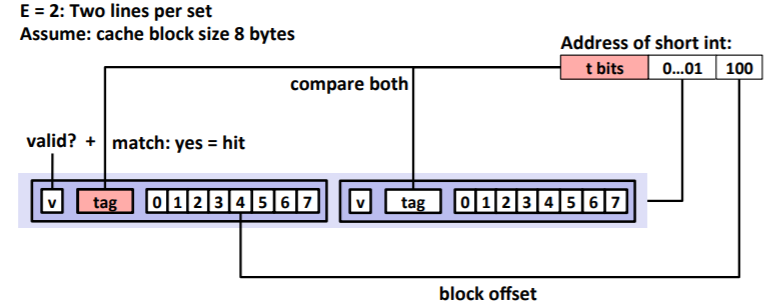 E = 2: Two lines per set
Assume: cache block size 8 bytes
Address of short int:
t bits 0...01 100
compare both
valid? + match: yes = hit
v tag 0 1 2 3 4 5 6 7 v tag 0 1 2 3 4 5 6 7
block offset